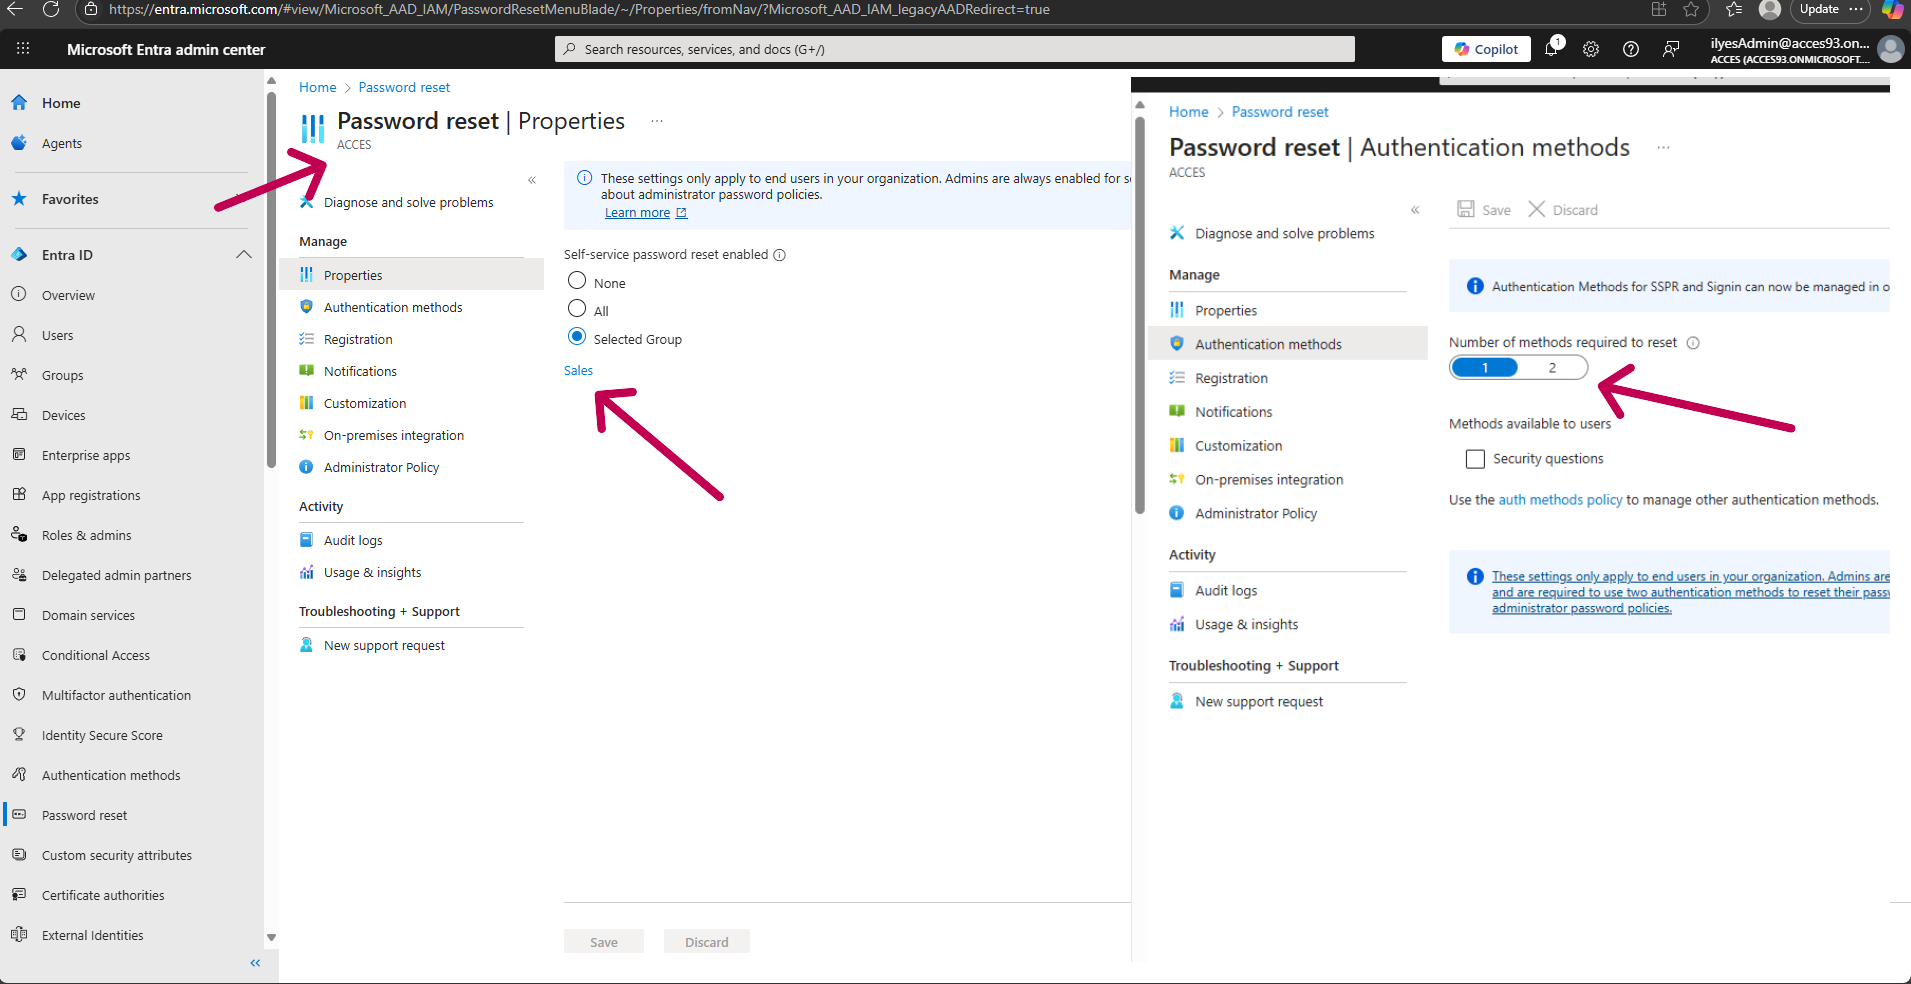 https://entra.microsoft.com/#view/Microsoft_AAD_IAM/PasswordResetMenuBlade/~/Properties/fromNav/?Microsoft_AAD_IAM_legacyAADRedirect=true
Update
Microsoft Entra admin center
Search resources, services, and docs (G+/)
Copilot
1
ilyesAdmin@acces93.on...
ACCES (ACCES93.ONMICROSOFT....
Home
Agents
Favorites
Entra ID
Overview
Users
Groups
Devices
Enterprise apps
App registrations
Roles & admins
Delegated admin partners
Domain services
Conditional Access
Multifactor authentication
Identity Secure Score
Authentication methods
Password reset
Custom security attributes
Certificate authorities
External Identities
Home > Password reset
Password reset | Properties ...
ACCES
Diagnose and solve problems
Manage
Properties
Authentication methods
Registration
Notifications
Customization
On-premises integration
Administrator Policy
Activity
Audit logs
Usage & insights
Troubleshooting + Support
New support request
These settings only apply to end users in your organization. Admins are always enabled for s
about administrator password policies.
Learn more
Self-service password reset enabled
None
All
Selected Group
Sales
Save
Discard
Home > Password reset
Password reset | Authentication methods ...
ACCES
Diagnose and solve problems
Manage
Properties
Authentication methods
Registration
Notifications
Customization
On-premises integration
Administrator Policy
Activity
Audit logs
Usage & insights
Troubleshooting + Support
New support request
Save
Discard
Authentication Methods for SSPR and Signin can now be managed in o
Number of methods required to reset
1
2
Methods available to users
Security questions
Use the auth methods policy to manage other authentication methods.
These settings only apply to end users in your organization. Admins are
and are required to use two authentication methods to reset their passw
administrator password policies.